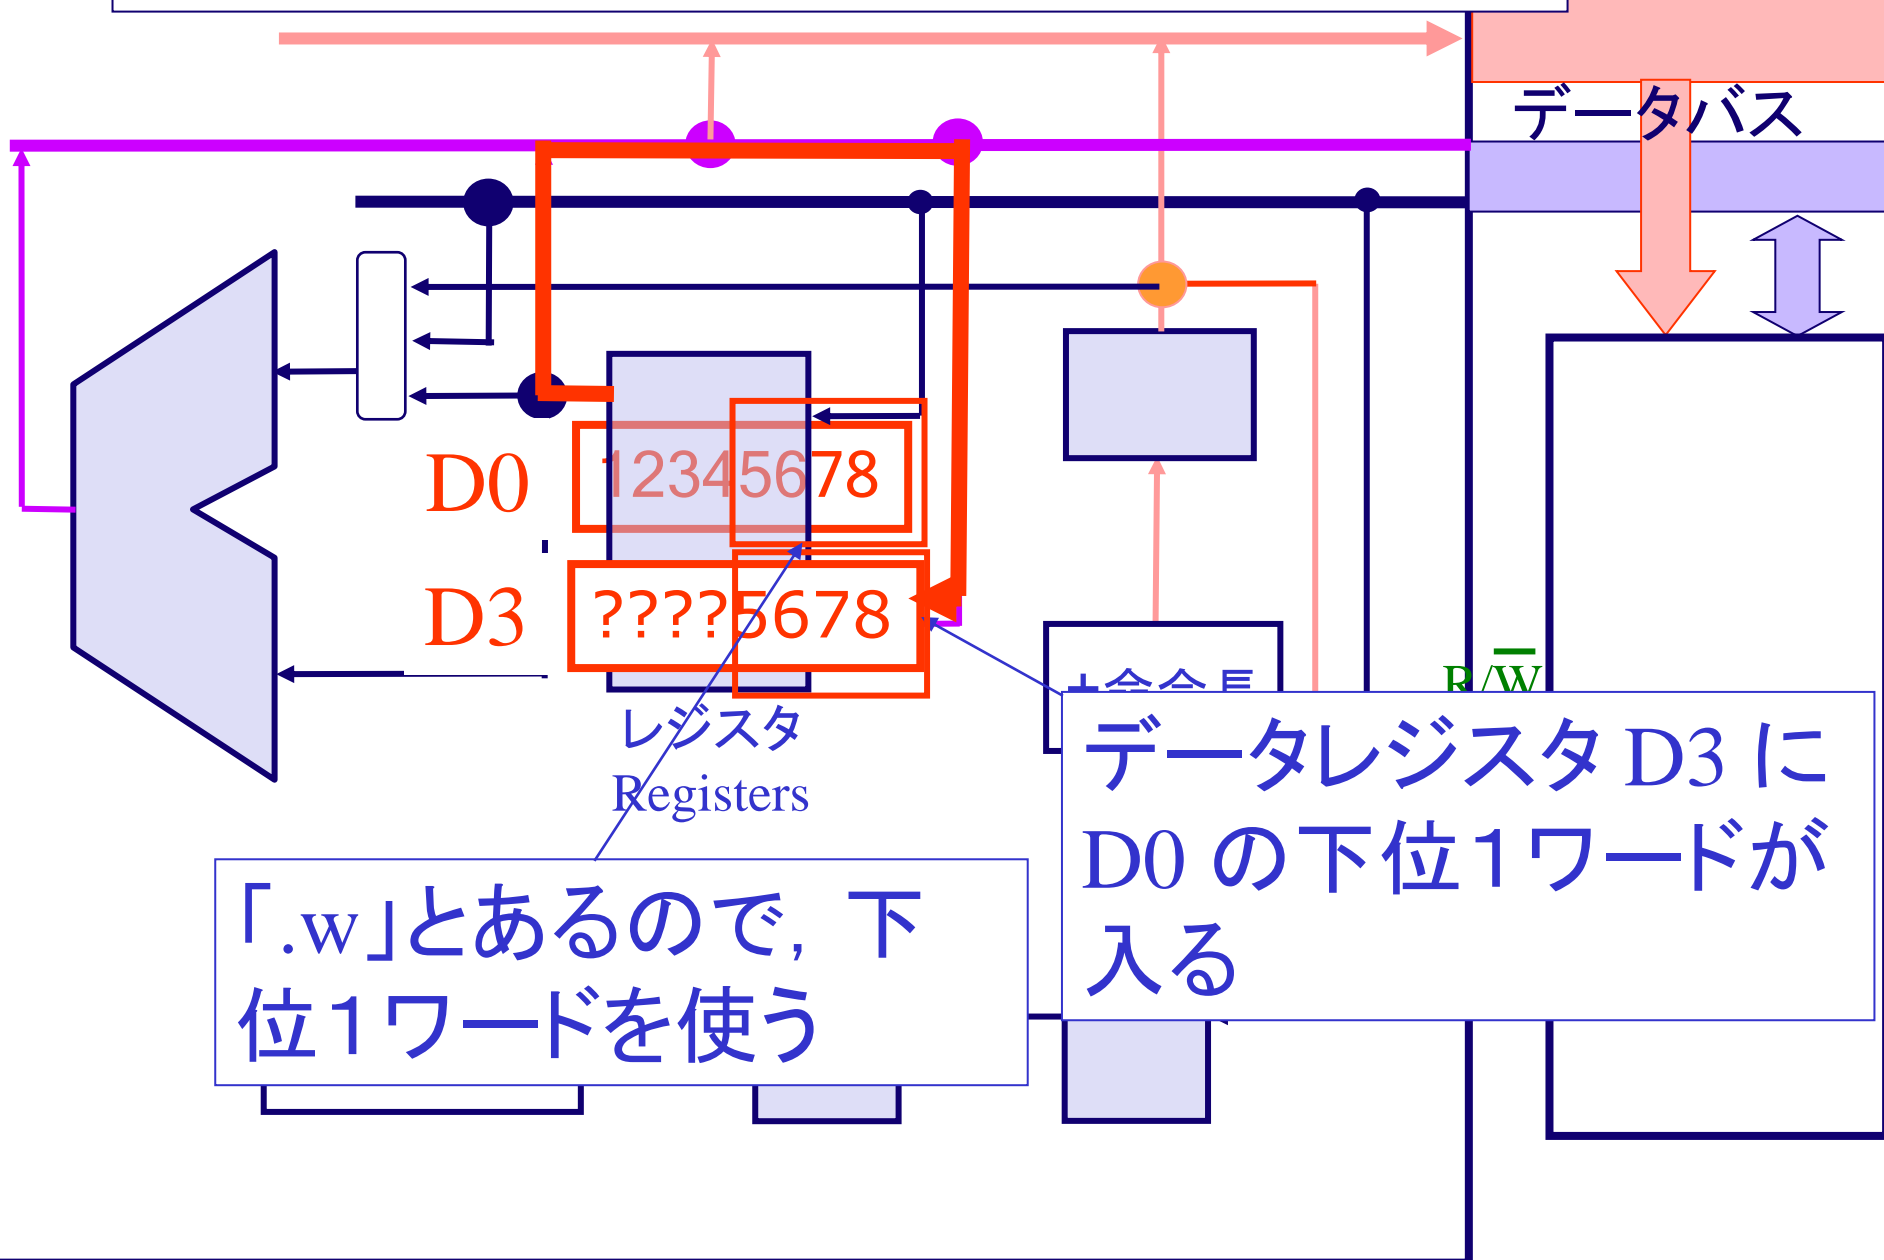 データバス
D0
12345678
D3
????5678
R/W
レジスタ
Registers
データレジスタ D3 に
D0 の下位1ワードが
入る
「.w」とあるので, 下
位1ワードを使う